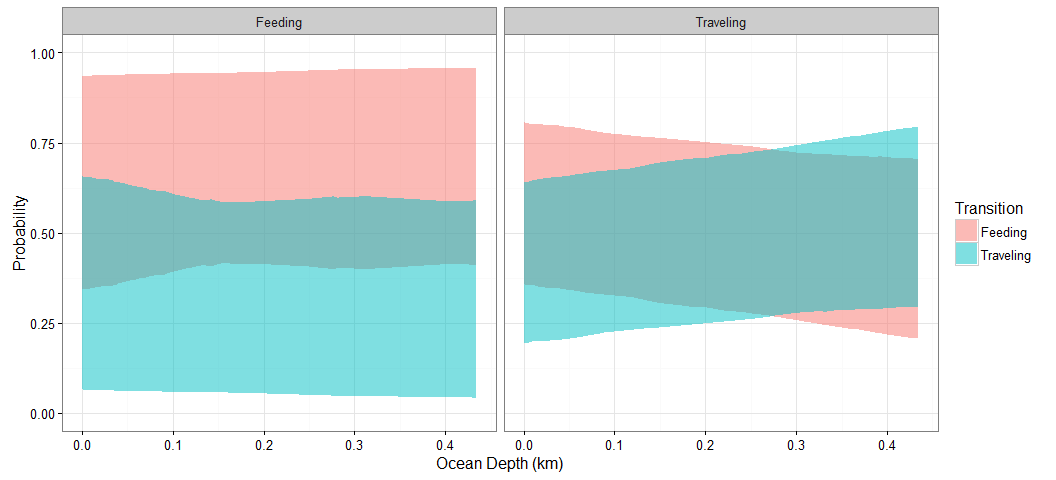 Feeding
Traveling
Probability
1.00
0.75
0.50
0.25
0.00
0.0 0.1 0.2 0.3 0.4
0.0 0.1 0.2 0.3 0.4
Ocean Depth (km)
Transition
Feeding
Traveling